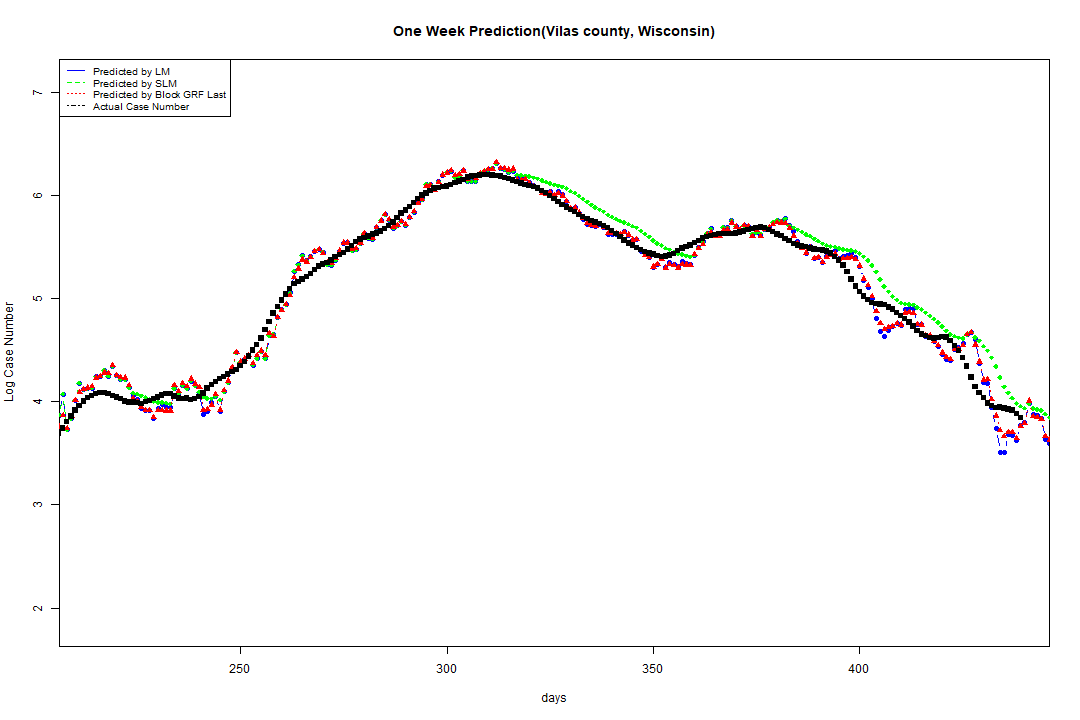 One Week Prediction(Vilas county, Wisconsin)
Predicted by LM
Predicted by SLM
Predicted by Block GRF Last
Actual Case Number
7
6
5
4
3
2
Log Case Number
250 300 350 400
days